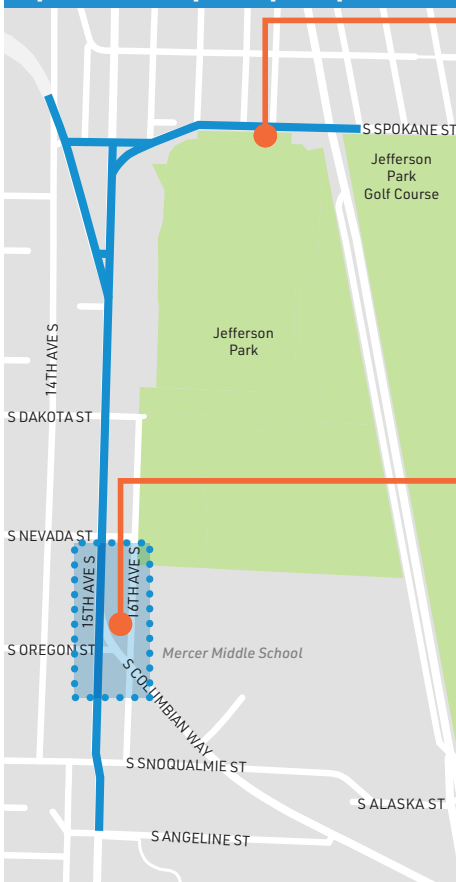 S SPOKANE ST
Jefferson
Park
Golf Course
Jefferson
Park
14TH AVE S
S DAKOTA ST
S NEVADA ST
15TH AVE S
16TH AVE S
S OREGON ST
Mercer Middle School
S COLUMBIAN WAY
S SNOQUALMIE ST
S ALASKA ST
S ANGELINE ST